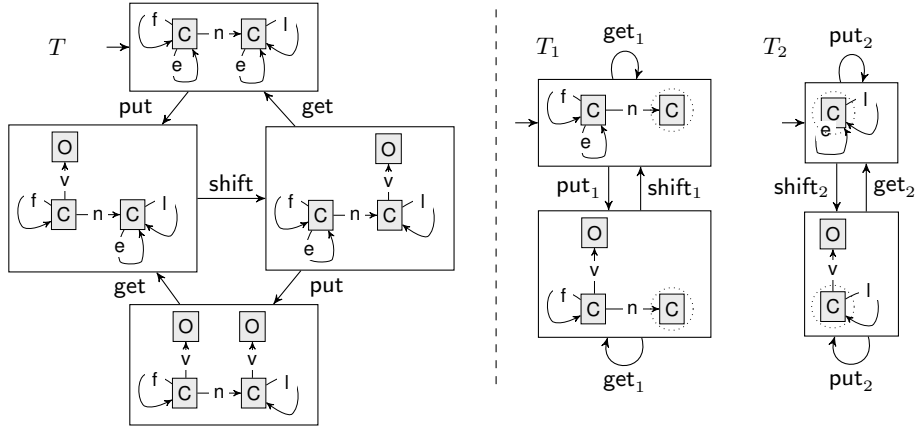 T
f C n C l
e e
put
get
O
v
f C n C l
e
shift
O
v
f C n C l
e
get
put
O O
v v
f C n C l
T₁
get₁
f C n C
e
put₁
shift₁
O
v
f C n C
get₁
T₂
put₂
C l
e
shift₂
get₂
O
v
C l
put₂